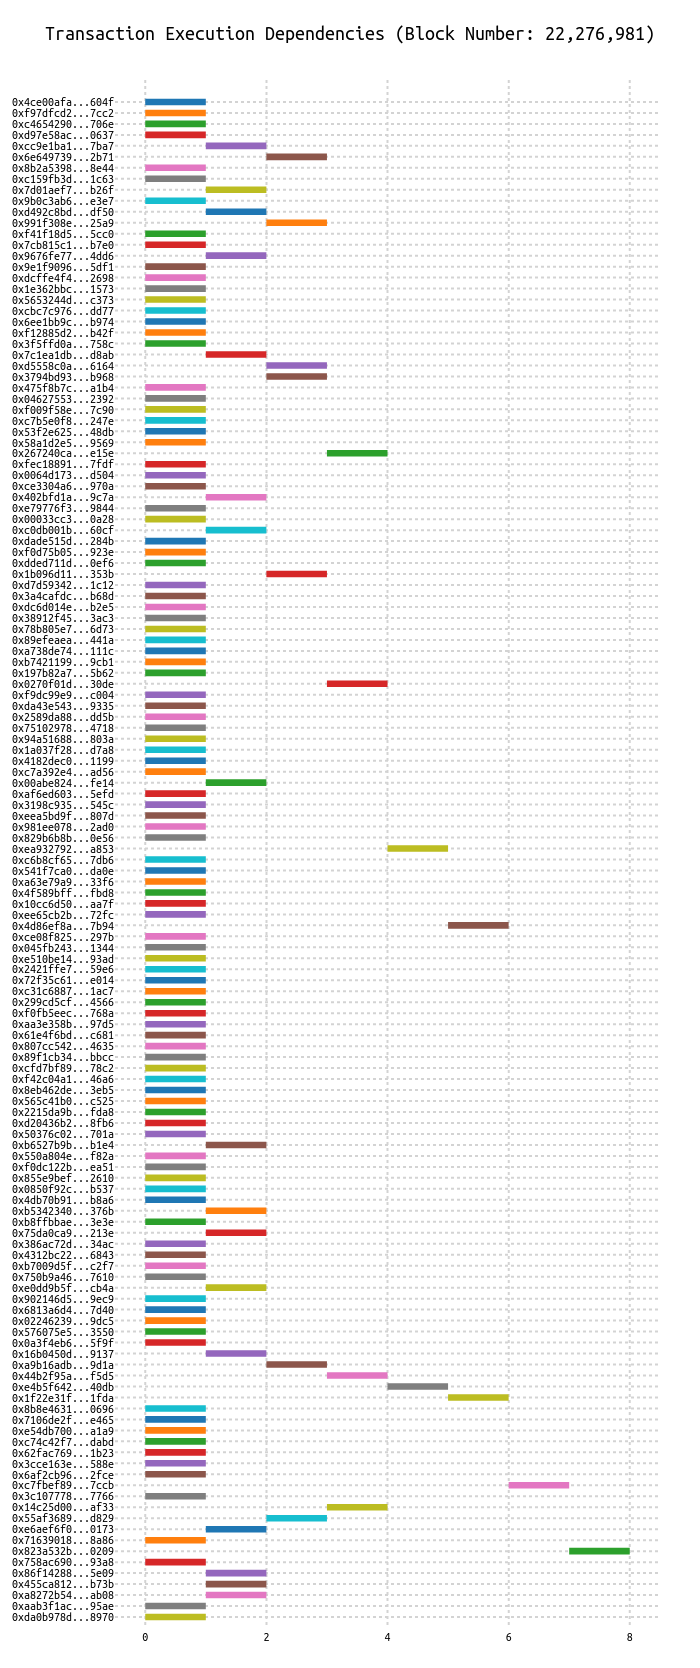 Transaction Execution Dependencies (Block Number: 22,276,981)
0x4ce00afa...604f
0xf97dfcd2...7cc2
0xc4654290...706e
0xd97e58ac...0637
0xcc9e1ba1...7ba7
0x6e649739...2b71
0x8b2a5398...8e44
0xc159fb3d...1c63
0x7d01aef7...b26f
0x9b0c3ab6...e3e7
0xd492c8bd...df50
0x991f308e...25a9
0xf41f18d5...5cc0
0x7cb815c1...b7e0
0x9676fe77...4dd6
0x9e1f9096...5df1
0xdcffe4f4...2698
0x1e362bbc...1573
0x5653244d...c373
0xcbc7c976...dd77
0x6ee1bb9c...b974
0xf12885d2...b42f
0x3f5ffd0a...758c
0x7c1ea1db...d8ab
0xd5558c0a...6164
0x3794bd93...b968
0x475f8b7c...a1b4
0x04627553...2392
0xf009f58e...7c90
0xc7b5e0f8...247e
0x53f2e625...48db
0x58a1d2e5...9569
0x267240ca...e15e
0xfec18891...7fdf
0x0064d173...d504
0xce3304a6...970a
0x402bfd1a...9c7a
0xe79776f3...9844
0x00033cc3...0a28
0xc0db001b...60cf
0xdade515d...284b
0xf0d75b05...923e
0xdded711d...0ef6
0x1b096d11...353b
0xd7d59342...1c12
0x3a4cafdc...b68d
0xdc6d014e...b2e5
0x38912f45...3ac3
0x78b805e7...6d73
0x89efeaea...441a
0xa738de74...111c
0xb7421199...9cb1
0x197b82a7...5b62
0x0270f01d...30de
0xf9dc99e9...c004
0xda43e543...9335
0x2589da88...dd5b
0x75102978...4718
0x94a51688...803a
0x1a037f28...d7a8
0x4182dec0...1199
0xc7a392e4...ad56
0x00abe824...fe14
0xaf6ed603...5efd
0x3198c935...545c
0xeea5bd9f...807d
0x981ee078...2ad0
0x829b6b8b...0e56
0xea932792...a853
0xc6b8cf65...7db6
0x541f7ca0...da0e
0xa63e79a9...33f6
0x4f589bff...fbd8
0x10cc6d50...aa7f
0xee65cb2b...72fc
0x4d86ef8a...7b94
0xce08f825...297b
0x045fb243...1344
0xe510be14...93ad
0x2421ffe7...59e6
0x72f35c61...e014
0xc31c6887...1ac7
0x299cd5cf...4566
0xf0fb5eec...768a
0xaa3e358b...97d5
0x61e4f6bd...c681
0x807cc542...4635
0x89f1cb34...bbcc
0xcfd7bf89...78c2
0xf42c04a1...46a6
0x8eb462de...3eb5
0x565c41b0...c525
0x2215da9b...fda8
0xd20436b2...8fb6
0x50376c02...701a
0xb6527b9b...b1e4
0x550a804e...f82a
0xf0dc122b...ea51
0x855e9bef...2610
0x0850f92c...b537
0x4db70b91...b8a6
0xb5342340...376b
0xb8ffbbae...3e3e
0x75da0ca9...213e
0x386ac72d...34ac
0x4312bc22...6843
0xb7009d5f...c2f7
0x750b9a46...7610
0xe0dd9b5f...cb4a
0x902146d5...9ec9
0x6813a6d4...7d40
0x02246239...9dc5
0x576075e5...3550
0x0a3f4eb6...5f9f
0x16b0450d...9137
0xa9b16adb...9d1a
0x44b2f95a...f5d5
0xe4b5f642...40db
0x1f22e31f...1fda
0x8b8e4631...0696
0x7106de2f...e465
0xe54db700...a1a9
0xc74c42f7...dabd
0x62fac769...1b23
0x3cce163e...588e
0x6af2cb96...2fce
0xc7fbef89...7ccb
0x3c107778...7766
0x14c25d00...af33
0x55af3689...d829
0xe6aef6f0...0173
0x71639018...8a86
0x823a532b...0209
0x758ac690...93a8
0x86f14288...5e09
0x455ca812...b73b
0xa8272b54...ab08
0xaab3f1ac...95ae
0xda0b978d...8970
0 2 4 6 8